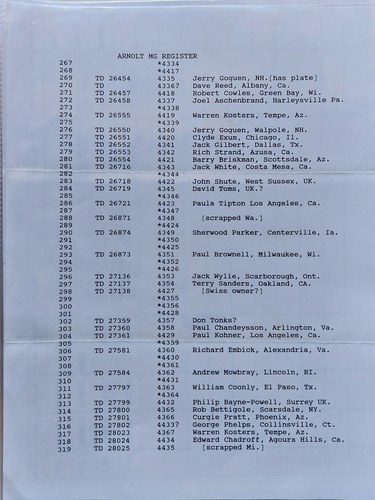 ARNOLT MG REGISTER
267 *4334
268 *4417
269 TD 26454 4335 Jerry Goguen, NH.[has plate]
270 TD 43367 Dave Reed, Albany, Ca.
271 TD 26457 4418 Robert Cowles, Green Bay, Wi.
272 TD 26458 4337 Joel Aschenbrand, Harleysville Pa.
273 *4338
274 TD 26555 4419 Warren Kosters, Tempe, Az.
275 *4339
276 TD 26550 4340 Jerry Goguen, Walpole, NH.
277 TD 26551 4420 Clyde Exum, Chicago, Il.
278 TD 26552 4341 Jack Gilbert, Dallas, Tx.
279 TD 26553 4342 Rich Strand, Azusa, Ca.
280 TD 26554 4421 Barry Briskman, Scottsdale, Az.
281 TD 26716 4343 Jack White, Costa Mesa, Ca.
282 *4344
283 TD 26718 4422 John Shute, West Sussex, UK.
284 TD 26719 4345 David Toms, UK.?
285 *4346
286 TD 26721 4423 Paula Tipton Los Angeles, Ca.
287 *4347
288 TD 26871 4348 [scrapped Wa.]
289 *4424
290 TD 26874 4349 Sherwood Parker, Centerville, Ia.
291 *4350
292 *4425
293 TD 26873 4351 Paul Brownell, Milwaukee, Wi.
294 *4352
295 *4426
296 TD 27136 4353 Jack Wylie, Scarborough, Ont.
297 TD 27137 4354 Terry Sanders, Oakland, CA.
298 TD 27138 4427 [Swiss owner?]
299 *4355
300 *4356
301 *4428
302 TD 27359 4357 Don Tonks?
303 TD 27360 4358 Paul Chandeysson, Arlington, Va.
304 TD 27361 4429 Paul Kohner, Los Angeles, Ca.
305 *4359
306 TD 27581 4360 Richard Embick, Alexandria, Va.
307 *4430
308 *4361
309 TD 27584 4362 Andrew Mowbray, Lincoln, RI.
310 *4431
311 TD 27797 4363 William Coonly, El Paso, Tx.
312 *4364
313 TD 27799 4432 Philip Bayne-Powell, Surrey UK.
314 TD 27800 4365 Rob Bettigole, Scarsdale, NY.
315 TD 27801 4366 Curgie Pratt, Phoenix, Az.
316 TD 27802 44337 George Phelps, Collinsville, Ct.
317 TD 28023 4367 Warren Kosters, Tempe, Az.
318 TD 28024 4434 Edward Chadroff, Agoura Hills, Ca.
319 TD 28025 4435 [scrapped Mi.]